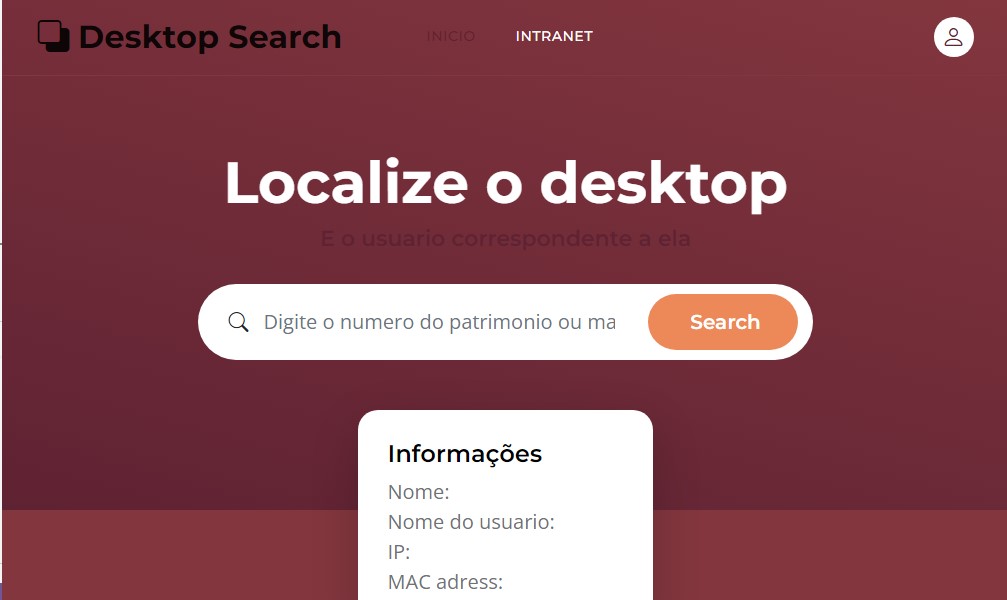 Desktop Search
INICIO
INTRANET
Localize o desktop
E o usuario correspondente a ela
Digite o numero do patrimonio ou ma
Search
Informações
Nome:
Nome do usuario:
IP:
MAC adress: